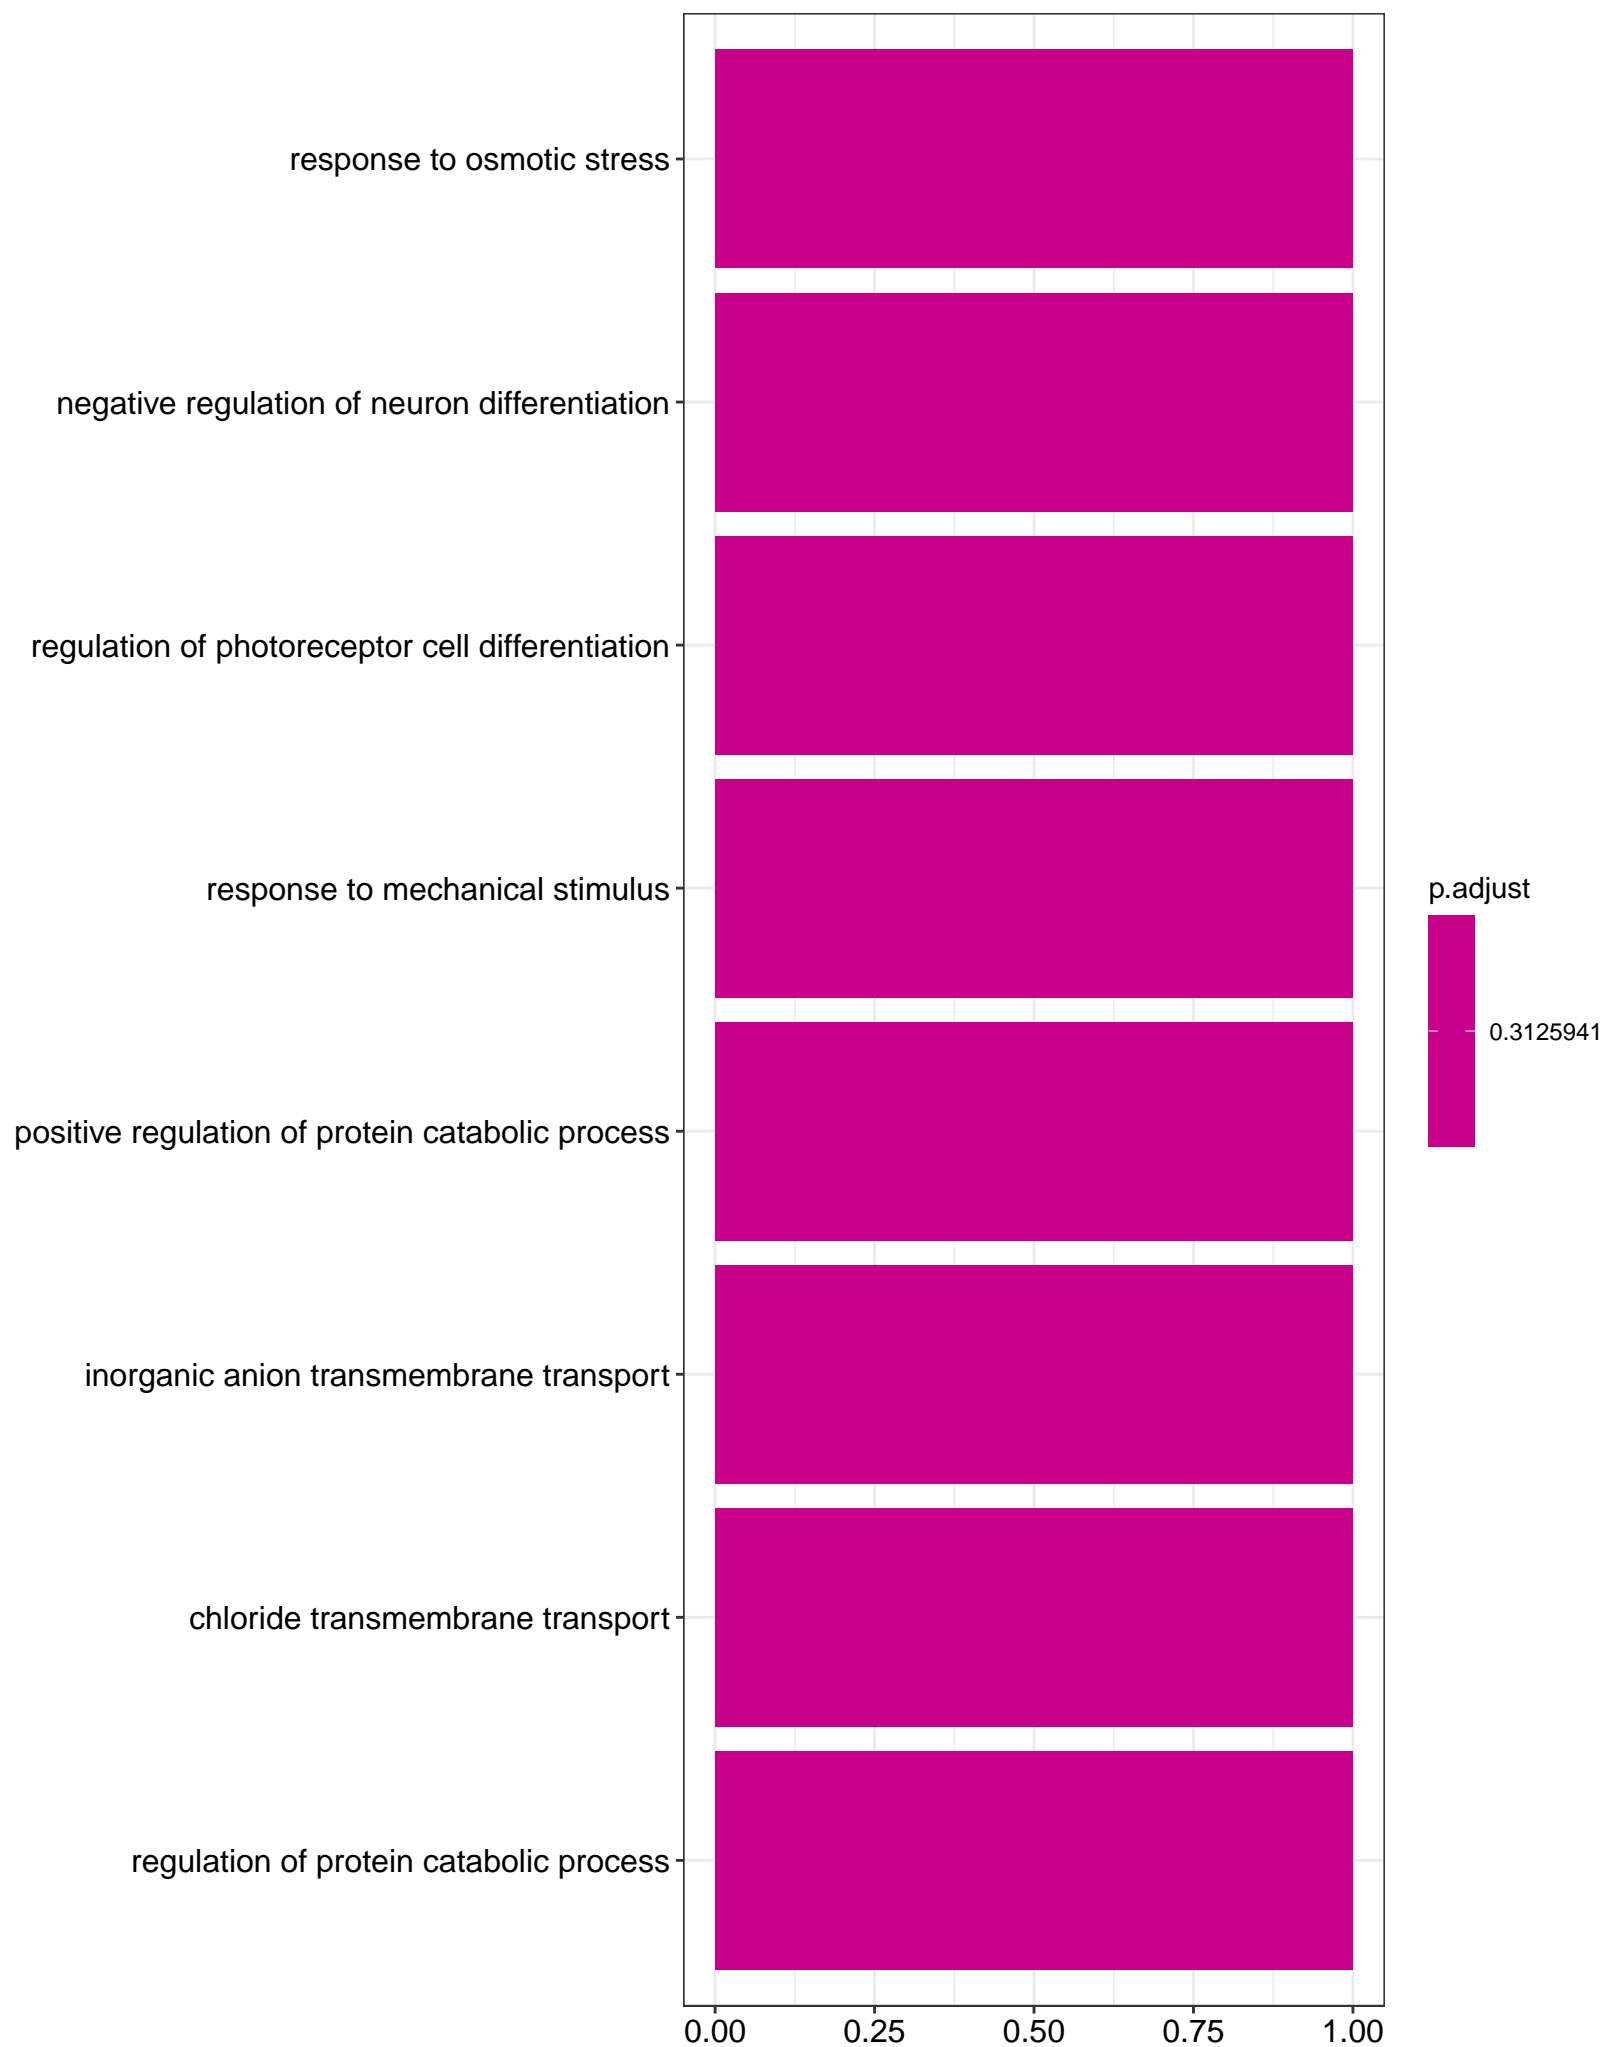 response to osmotic stress
negative regulation of neuron differentiation
regulation of photoreceptor cell differentiation
response to mechanical stimulus
positive regulation of protein catabolic process
inorganic anion transmembrane transport
chloride transmembrane transport
regulation of protein catabolic process
0.00 0.25 0.50 0.75 1.00
p.adjust
0.3125941